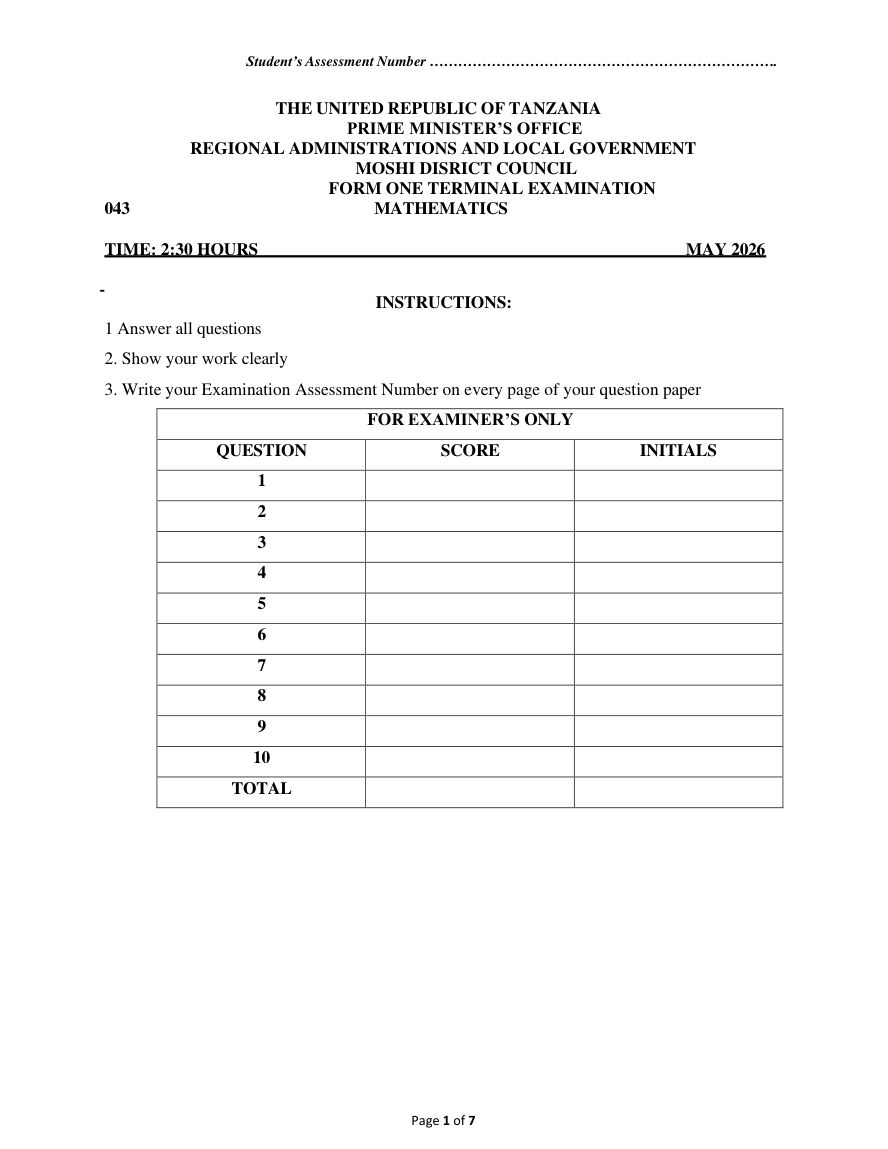 Student’s Assessment Number ……………………………………………………………….
THE UNITED REPUBLIC OF TANZANIA
PRIME MINISTER’S OFFICE
REGIONAL ADMINISTRATIONS AND LOCAL GOVERNMENT
MOSHI DISRICT COUNCIL
FORM ONE TERMINAL EXAMINATION
043 MATHEMATICS
TIME: 2:30 HOURS MAY 2026
-
INSTRUCTIONS:
1 Answer all questions
2. Show your work clearly
3. Write your Examination Assessment Number on every page of your question paper
FOR EXAMINER’S ONLY
QUESTION SCORE INITIALS
1
2
3
4
5
6
7
8
9
10
TOTAL
Page 1 of 7